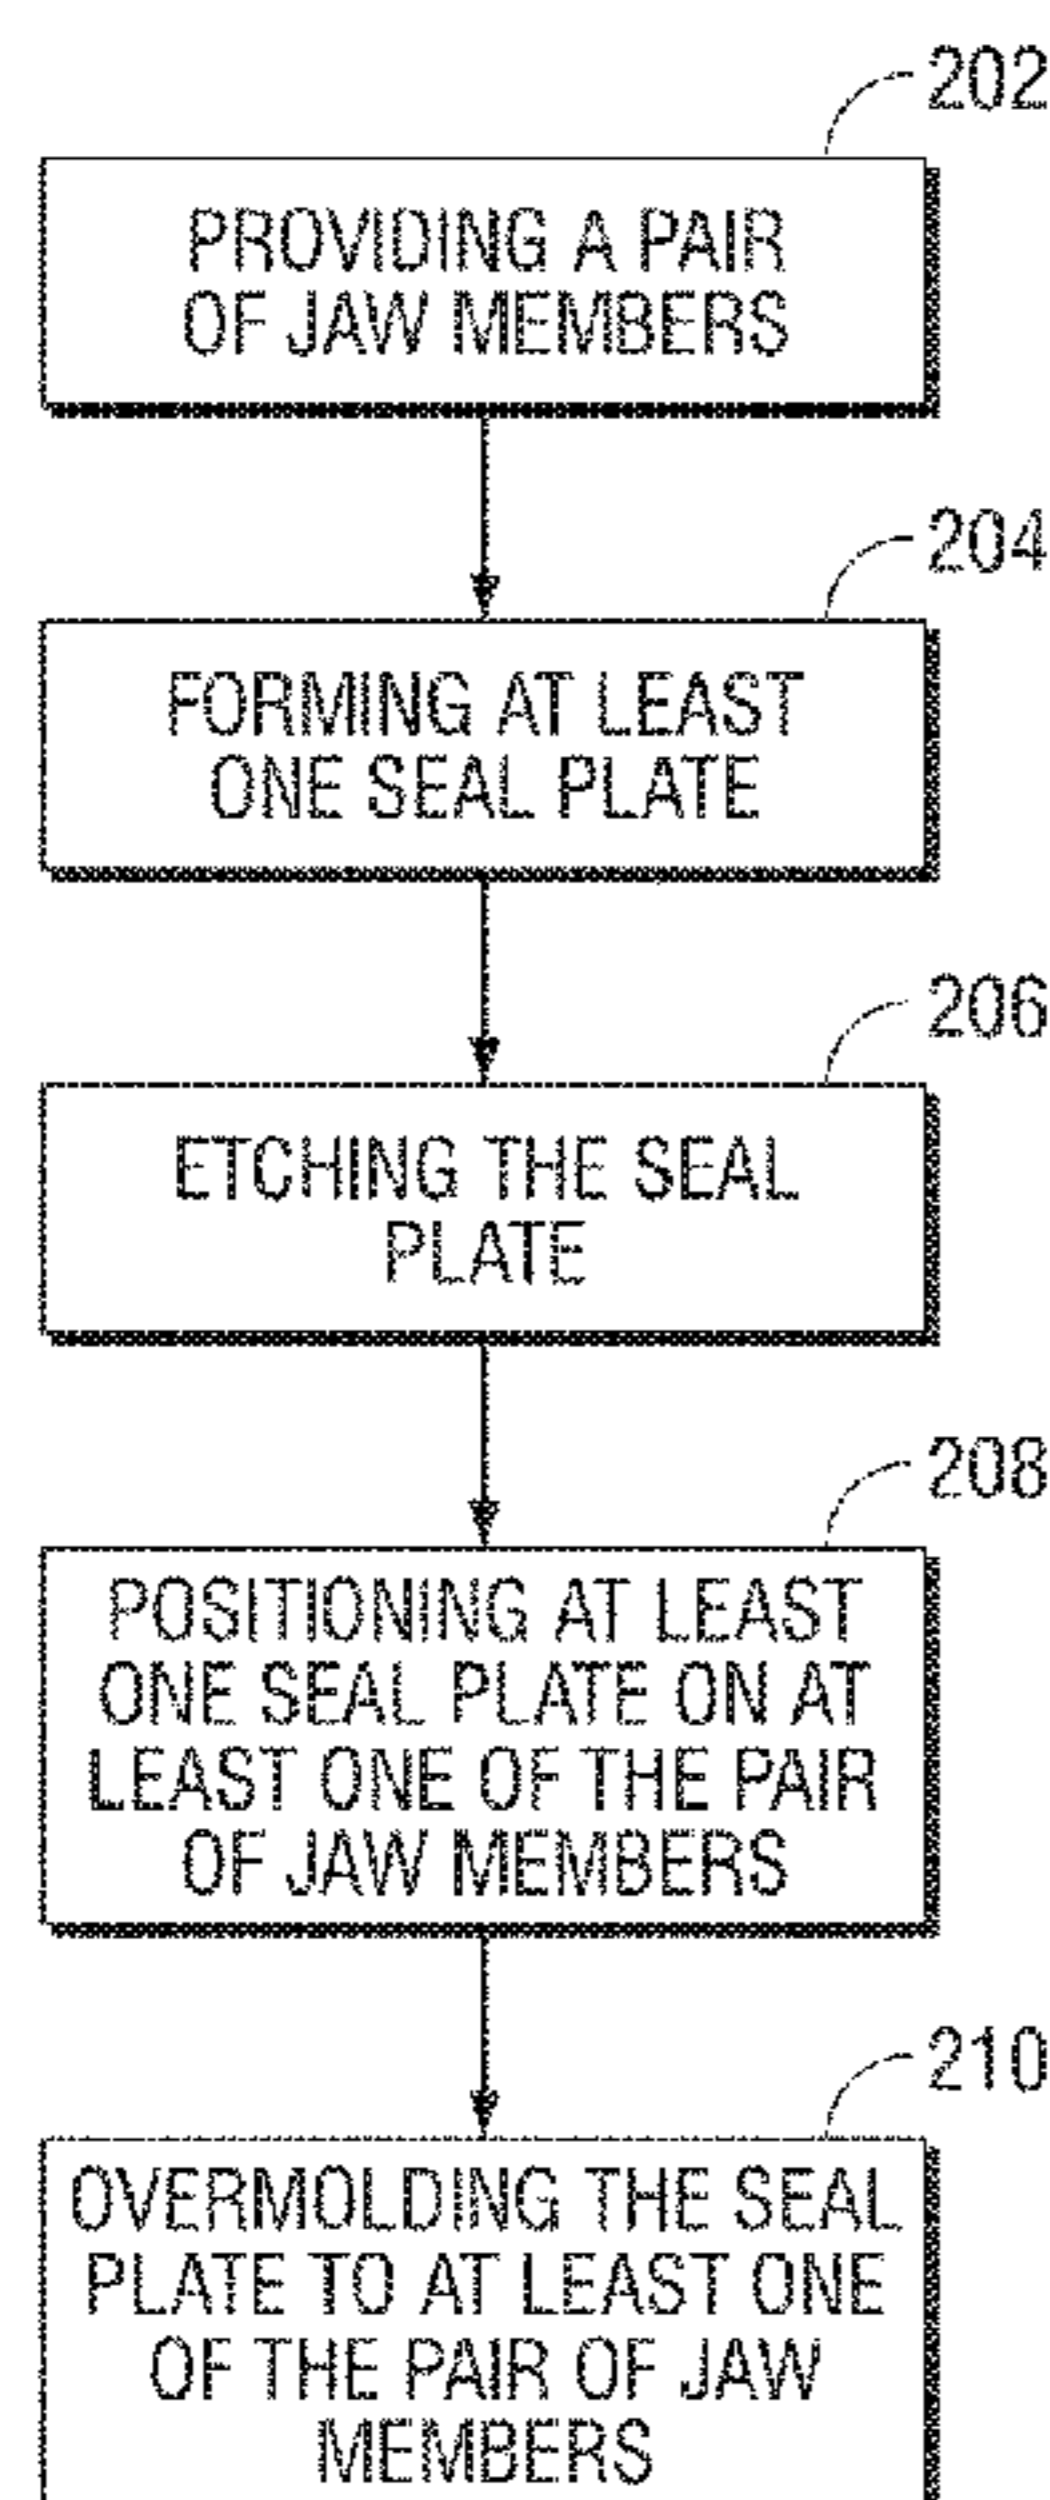 202
PROVIDING A PAIR
OF JAW MEMBERS
204
FORMING AT LEAST
ONE SEAL PLATE
206
ETCHING THE SEAL
PLATE
208
POSITIONING AT LEAST
ONE SEAL PLATE ON AT
LEAST ONE OF THE PAIR
OF JAW MEMBERS
210
OVERMOLDING THE SEAL
PLATE TO AT LEAST ONE
OF THE PAIR OF JAW
MEMBERS